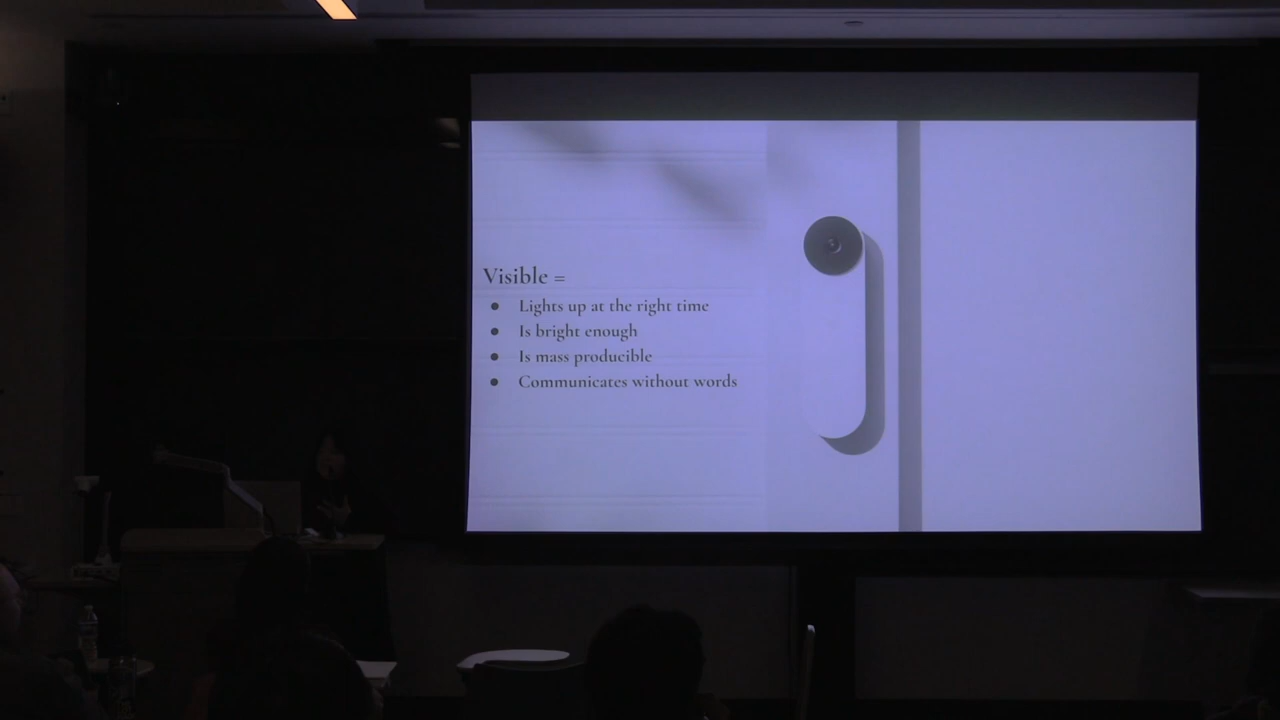 Visible =
● Lights up at the right time
● Is bright enough
● Is mass producible
● Communicates without words